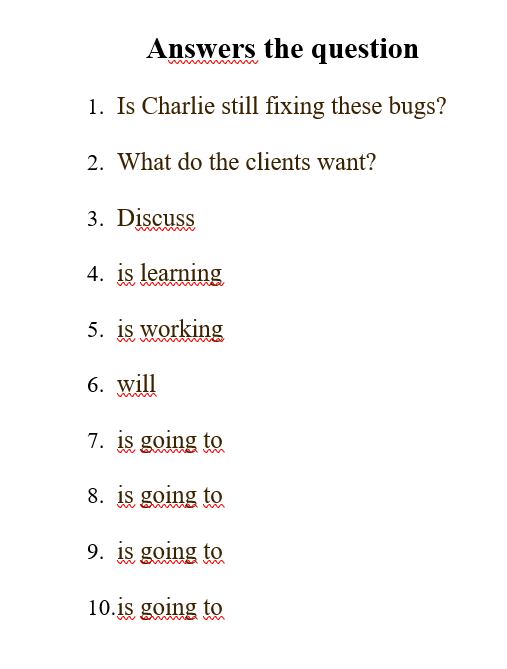 Answers the question
1. Is Charlie still fixing these bugs?
2. What do the clients want?
3. Discuss
4. is learning
5. is working
6. will
7. is going to
8. is going to
9. is going to
10.is going to